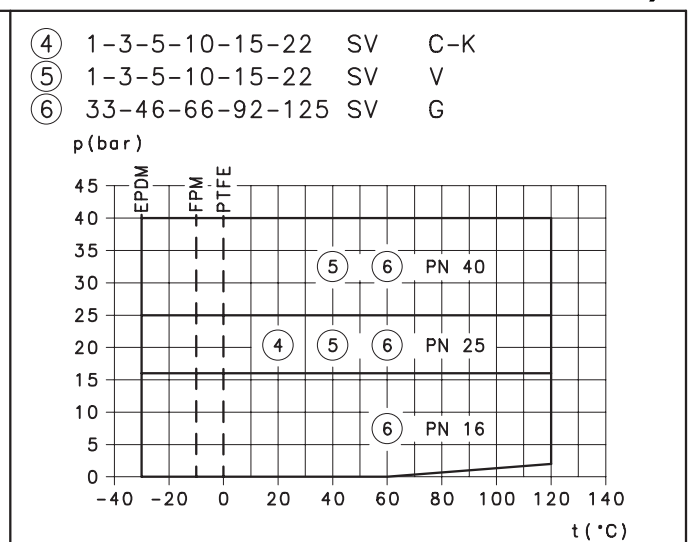 ④ 1-3-5-10-15-22 SV C-K
⑤ 1-3-5-10-15-22 SV V
⑥ 33-46-66-92-125 SV G
p(bar)
EPDM
FPM
PTFE
45
40
35
⑤ ⑥ PN 40
30
25
20
④ ⑤ ⑥ PN 25
15
10
⑥ PN 16
5
0
-40 -20 0 20 40 60 80 100 120 140
t(°C)